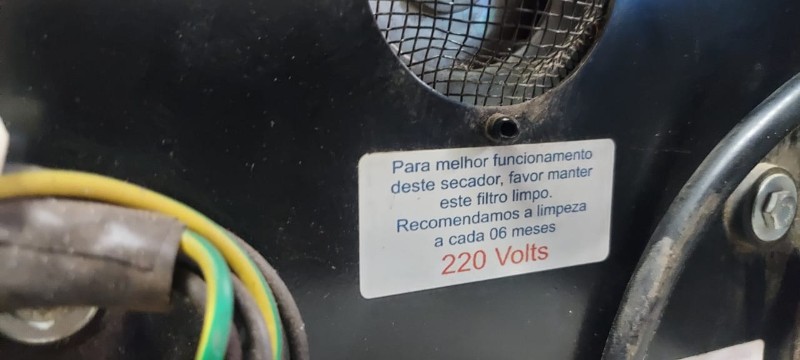 Para melhor funcionamento
deste secador, favor manter
este filtro limpo.
Recomendamos a limpeza
a cada 06 meses
220 Volts